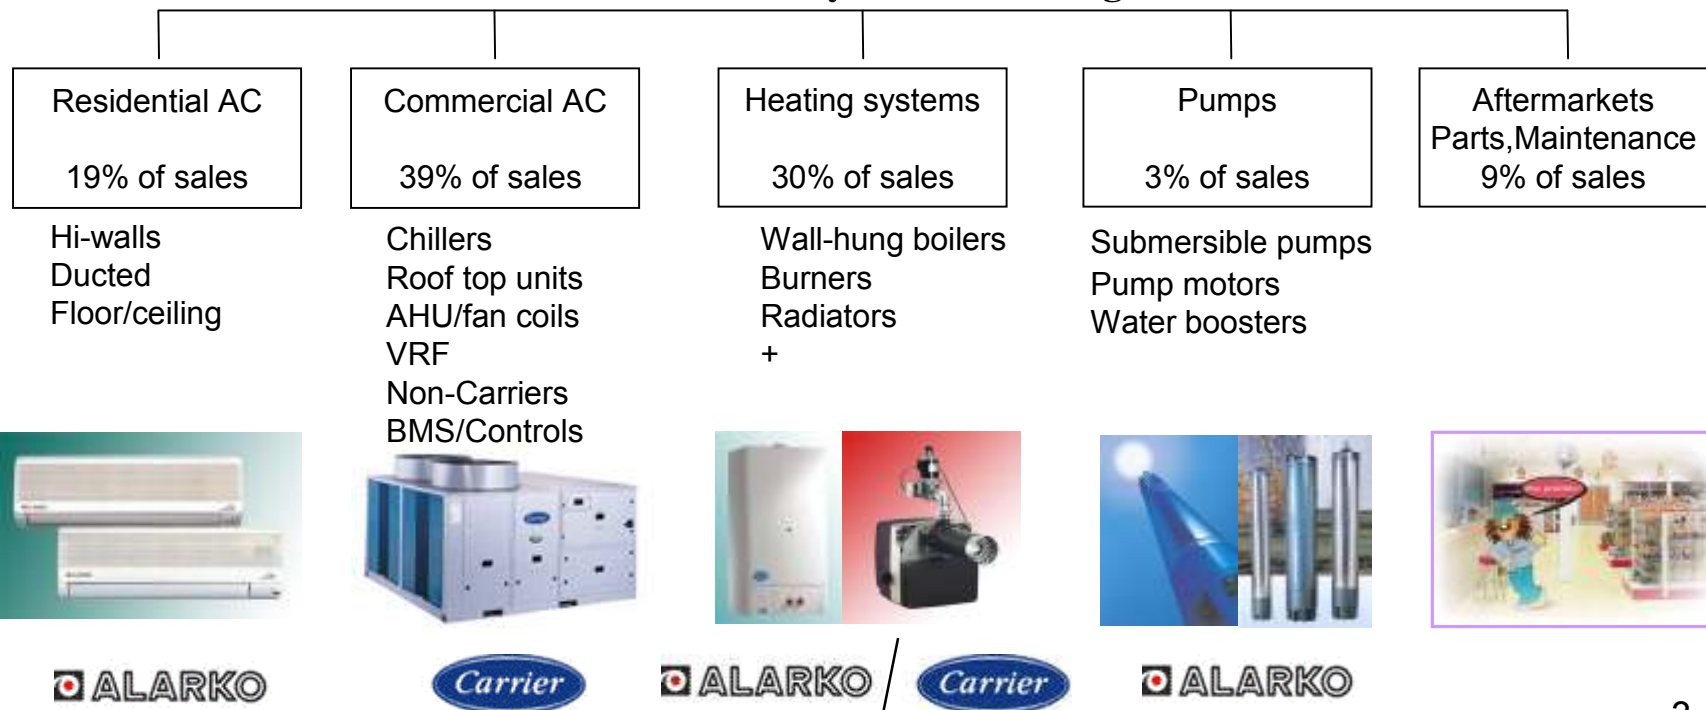 Residential AC
19% of sales
Commercial AC
39% of sales
Heating systems
30% of sales
Pumps
3% of sales
Aftermarkets
Parts,Maintenance
9% of sales
Hi-walls
Ducted
Floor/ceiling
Chillers
Roof top units
AHU/fan coils
VRF
Non-Carriers
BMS/Controls
Wall-hung boilers
Burners
Radiators
+
Submersible pumps
Pump motors
Water boosters
ALARKO
Carrier
ALARKO / Carrier
ALARKO